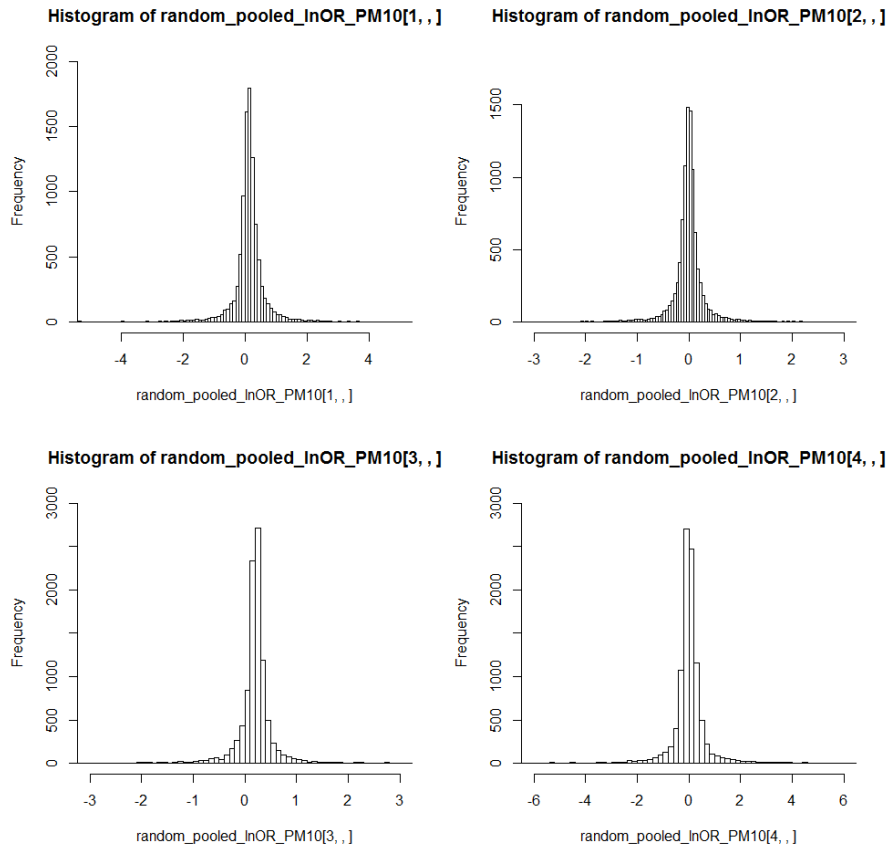 Histogram of random_pooled_lnOR_PM10[1, , ]
Frequency
2000
1500
1000
500
0
-4 -2 0 2 4
random_pooled_lnOR_PM10[1, , ]
Histogram of random_pooled_lnOR_PM10[2, , ]
Frequency
1500
1000
500
0
-3 -2 -1 0 1 2 3
random_pooled_lnOR_PM10[2, , ]
Histogram of random_pooled_lnOR_PM10[3, , ]
Frequency
3000
2000
1000
500
0
-3 -2 -1 0 1 2 3
random_pooled_lnOR_PM10[3, , ]
Histogram of random_pooled_lnOR_PM10[4, , ]
Frequency
3000
2000
1000
500
0
-6 -4 -2 0 2 4 6
random_pooled_lnOR_PM10[4, , ]